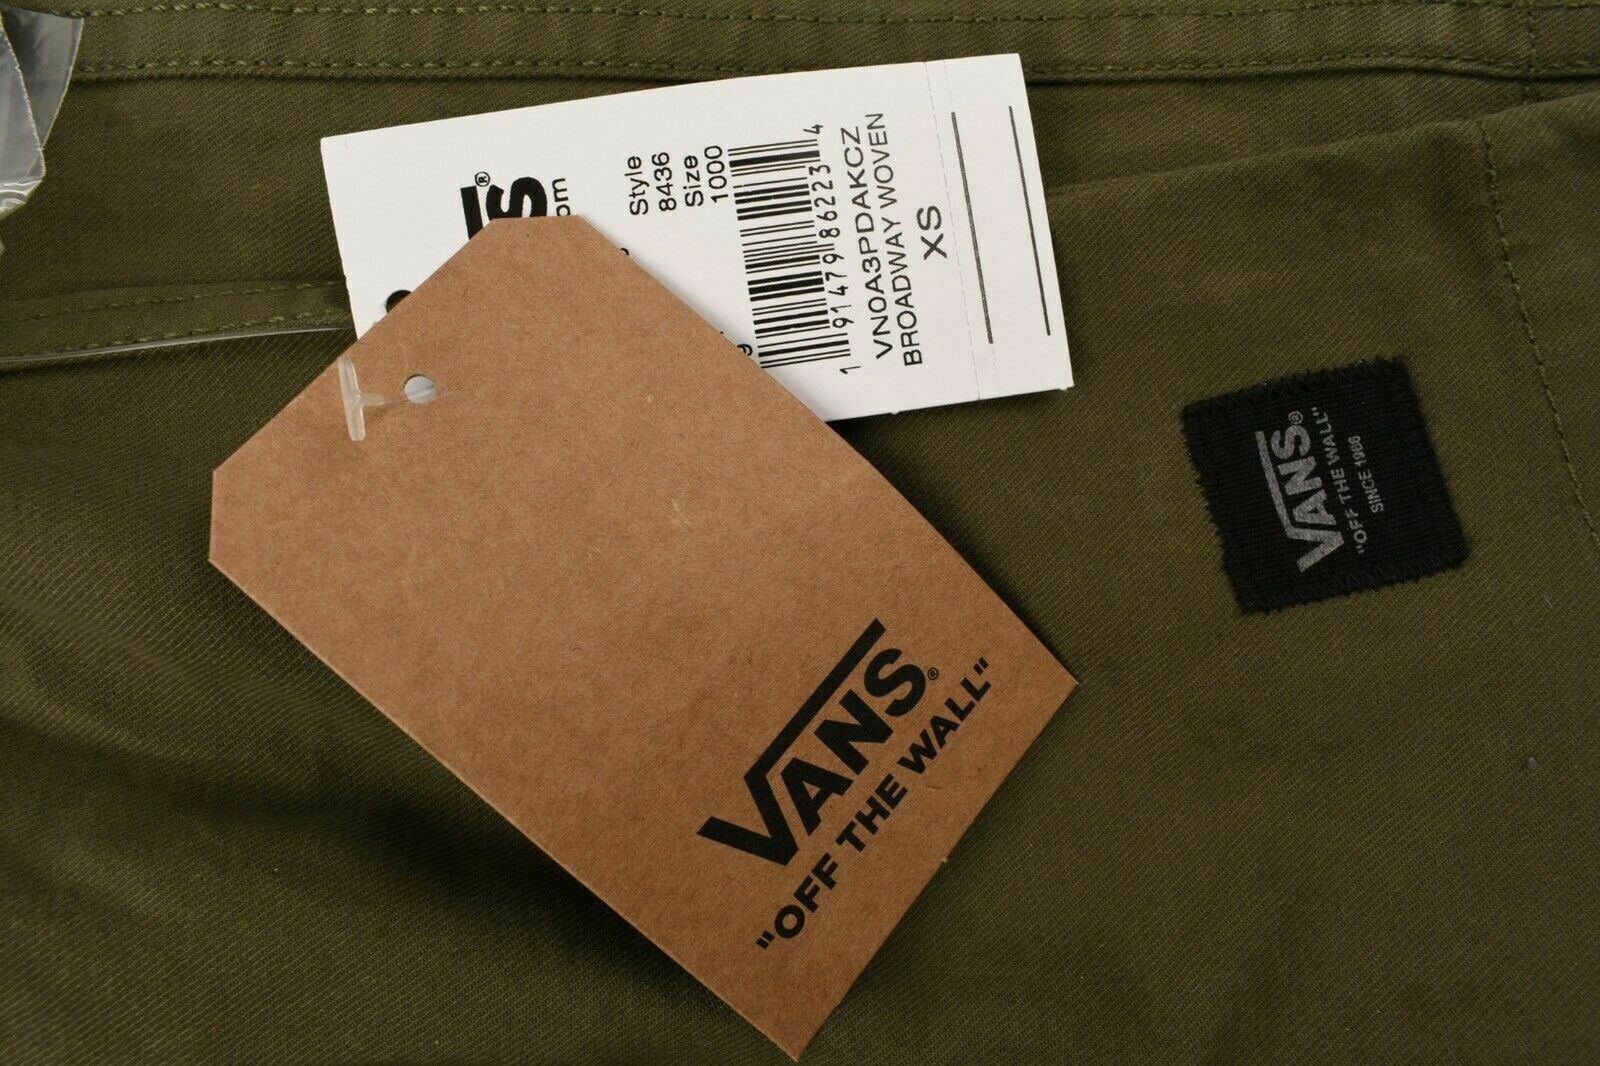 Style
8436
Size
1000
1 91479 86223 4
VN0A3PDAKCZ
BROADWAY WOVEN
XS
VANS®
"OFF THE WALL"
VANS®
"OFF THE WALL"
SINCE 1966